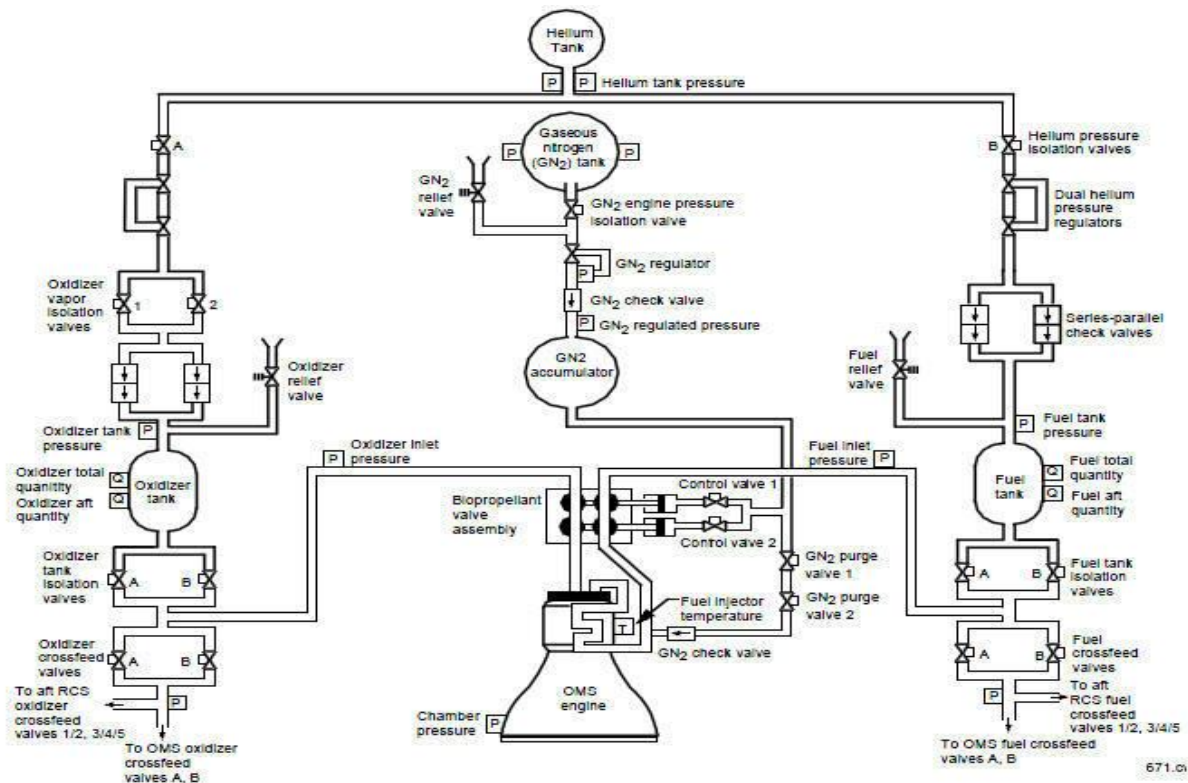 Helium
Tank
P
P
Helium tank pressure
A
Gaseous
nitrogen
(GN2) tank
P
P
B
Helium pressure
isolation valves
GN2
relief
valve
GN2 engine pressure
isolation valve
Dual helium
pressure
regulators
P
GN2 regulator
Oxidizer
vapor
isolation
valves
1
2
GN2 check valve
P
GN2 regulated pressure
Series-parallel
check valves
Oxidizer
relief
valve
GN2
accumulator
Fuel
relief
valve
Oxidizer tank
pressure
P
P
Fuel tank
pressure
P
Oxidizer inlet
pressure
Fuel inlet
pressure
P
Oxidizer total
quantity
Oxidizer aft
quantity
Q
Q
Oxidizer
tank
Biopropellant
valve
assembly
Control valve 1
Control valve 2
Fuel
tank
Q
Q
Fuel total
quantity
Fuel aft
quantity
Oxidizer
tank
isolation
valves
A
B
GN2 purge
valve 1
GN2 purge
valve 2
A
B
Fuel tank
isolation
valves
Fuel injector
temperature
T
GN2 check valve
Oxidizer
crossfeed
valves
A
B
A
B
Fuel
crossfeed
valves
To aft RCS
oxidizer
crossfeed
valves 1/2, 3/4/5
P
OMS
engine
Chamber
pressure
P
P
To aft
RCS fuel
crossfeed
valves 1/2, 3/4/5
To OMS oxidizer
crossfeed
valves A, B
To OMS fuel crossfeed
valves A, B